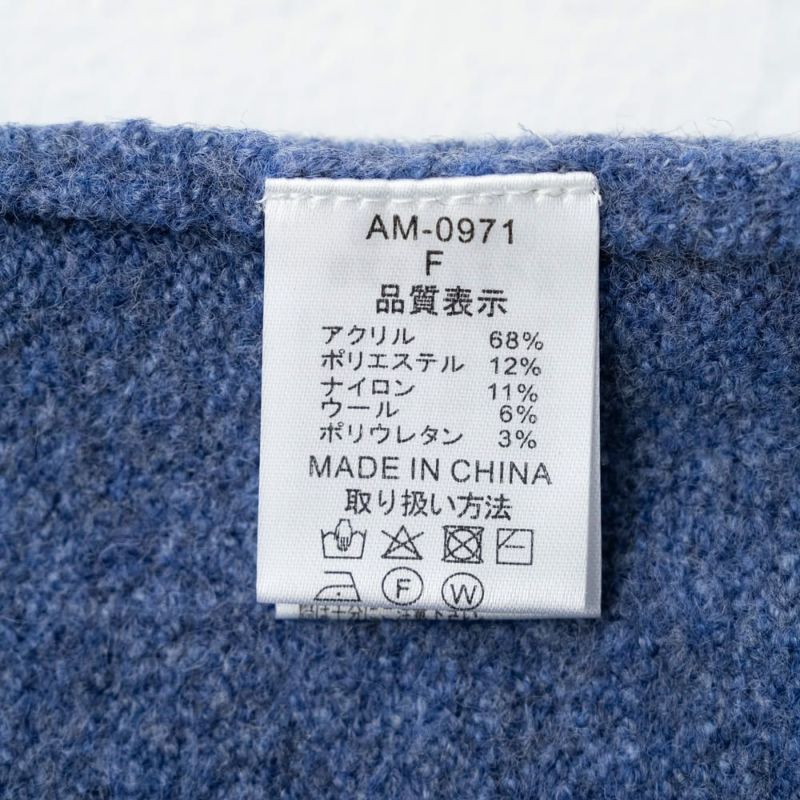 AM-0971
F
品質表示
アクリル 68%
ポリエステル 12%
ナイロン 11%
ウール 6%
ポリウレタン 3%
MADE IN CHINA
取り扱い方法
F W